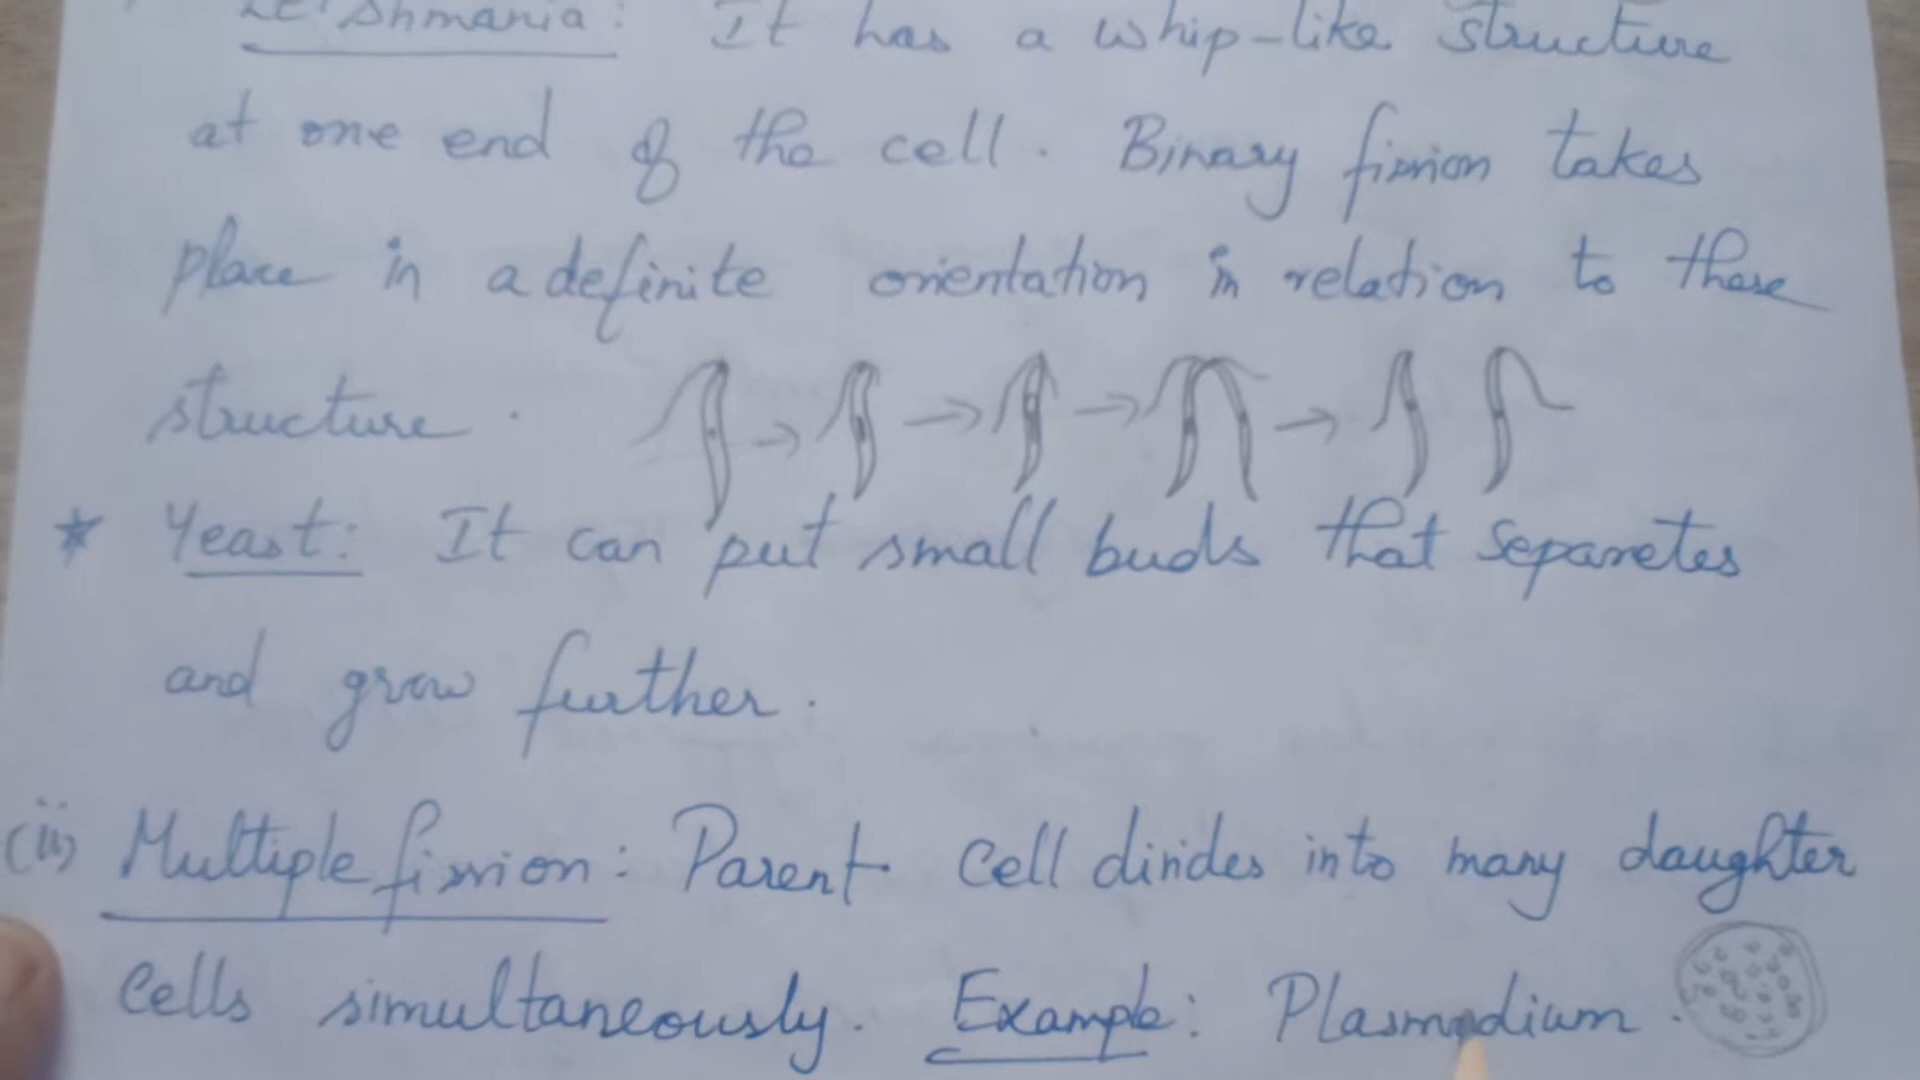 Leishmania: It has a whip-like structure
at one end of the cell. Binary fission takes
place in a definite orientation in relation to these
structure.
* Yeast: It can put small buds that separetes
and grow further.
(ii) Multiple fission: Parent cell divides into many daughter
cells simultaneously. Example: Plasmodium.